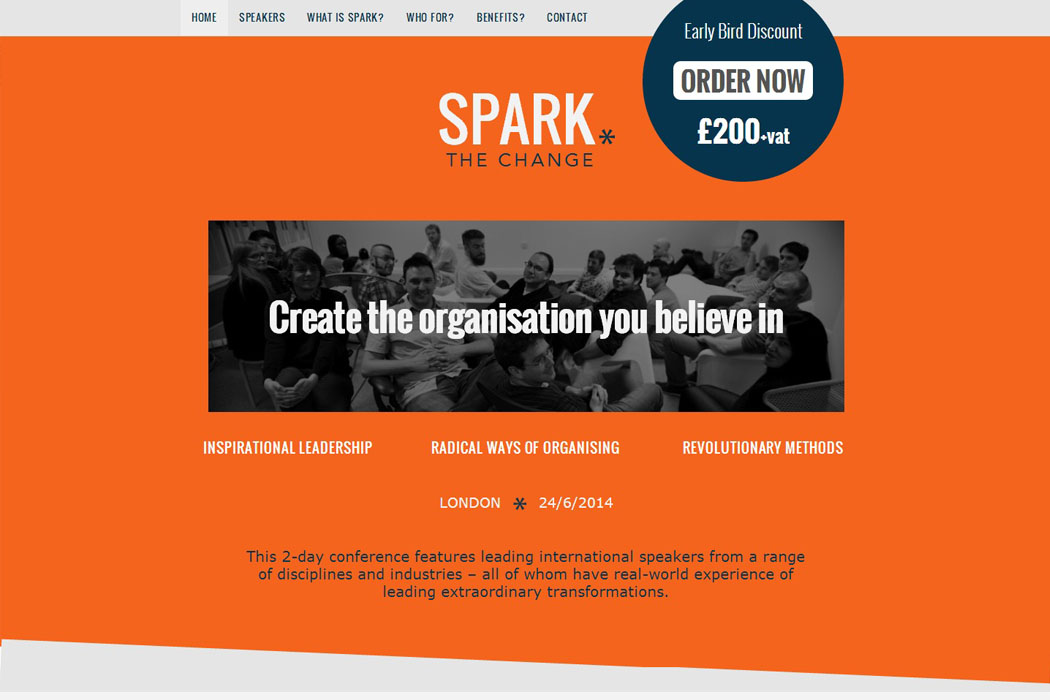 HOME SPEAKERS WHAT IS SPARK? WHO FOR? BENEFITS? CONTACT
Early Bird Discount
ORDER NOW
£200+vat
SPARK*
THE CHANGE
Create the organisation you believe in
INSPIRATIONAL LEADERSHIP RADICAL WAYS OF ORGANISING REVOLUTIONARY METHODS
LONDON * 24/6/2014
This 2-day conference features leading international speakers from a range
of disciplines and industries – all of whom have real-world experience of
leading extraordinary transformations.